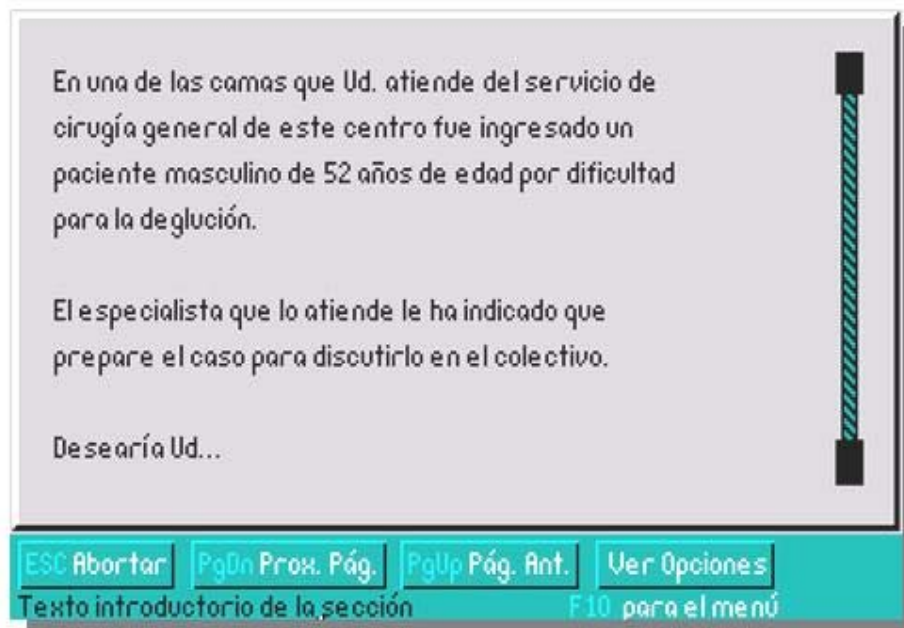 En una de las camas que Ud. atiende del servicio de
cirugía general de este centro fue ingresado un
paciente masculino de 52 años de edad por dificultad
para la deglución.
El especialista que lo atiende le ha indicado que
prepare el caso para discutirlo en el colectivo.
Desearía Ud...
ESC Abortar PgDn Prox. Pág. PgUp Pág. Ant. Ver Opciones
Texto introductorio de la sección F10 para el menú